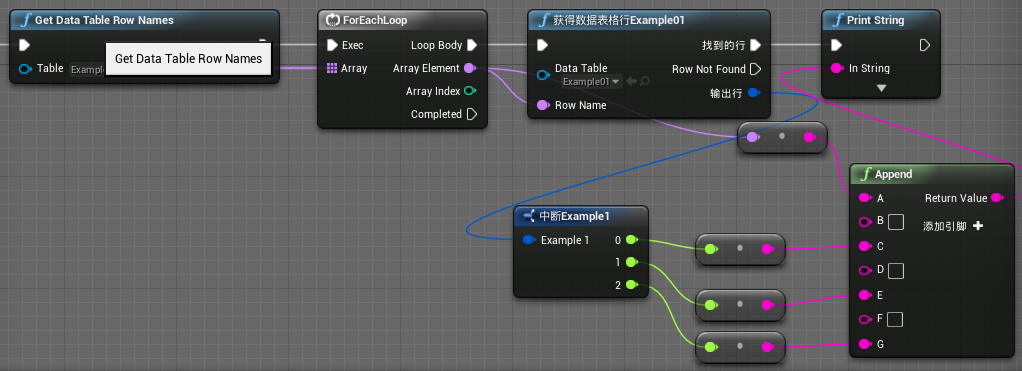 Get Data Table Row Names
Table Exampl
Get Data Table Row Names
ForEachLoop
Exec Loop Body
Array Array Element
Array Index
Completed
获得数据表格行Example01
找到的行
Data Table Row Not Found
Example01
输出行
Row Name
Print String
In String
中断Example1
Example 1 0
1
2
Append
A Return Value
B
添加引脚
C
D
E
F
G